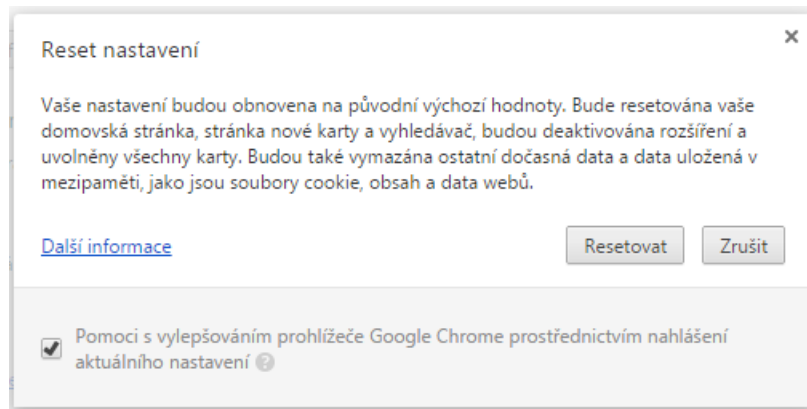 Reset nastavení
Vaše nastavení budou obnovena na původní výchozí hodnoty. Bude resetována vaše
domovská stránka, stránka nové karty a vyhledávač, budou deaktivována rozšíření a
uvolněny všechny karty. Budou také vymazána ostatní dočasná data a data uložená v
mezipaměti, jako jsou soubory cookie, obsah a data webů.
Další informace
Resetovat
Zrušit
Pomoci s vylepšováním prohlížeče Google Chrome prostřednictvím nahlášení
aktuálního nastavení